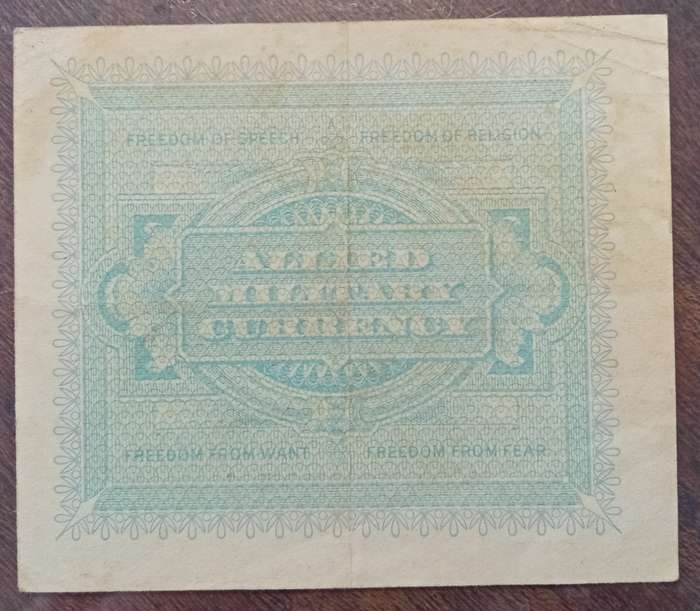 FREEDOM OF SPEECH FREEDOM OF RELIGION
ALLIED
MILITARY
CURRENCY
FREEDOM FROM WANT FREEDOM FROM FEAR